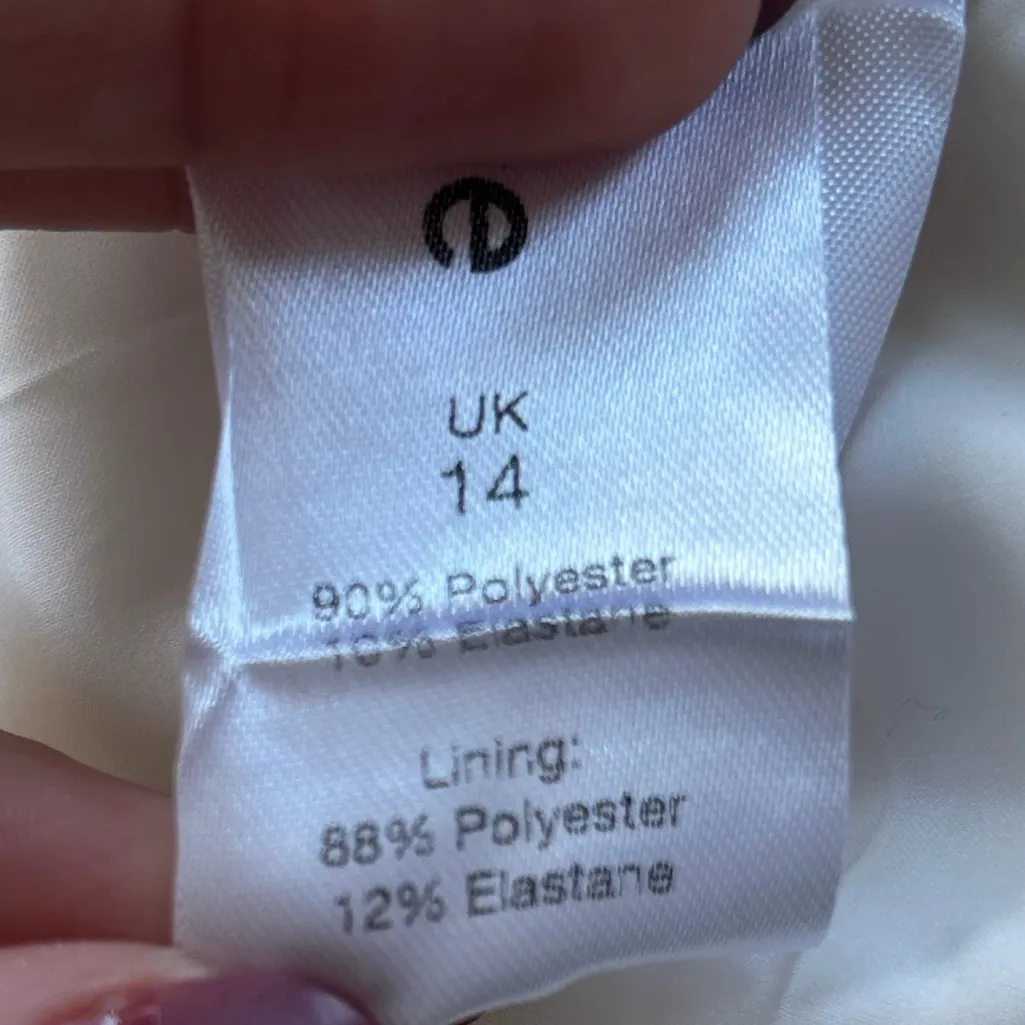 UK
14
90% Polyester
10% Elastane
Lining:
88% Polyester
12% Elastane